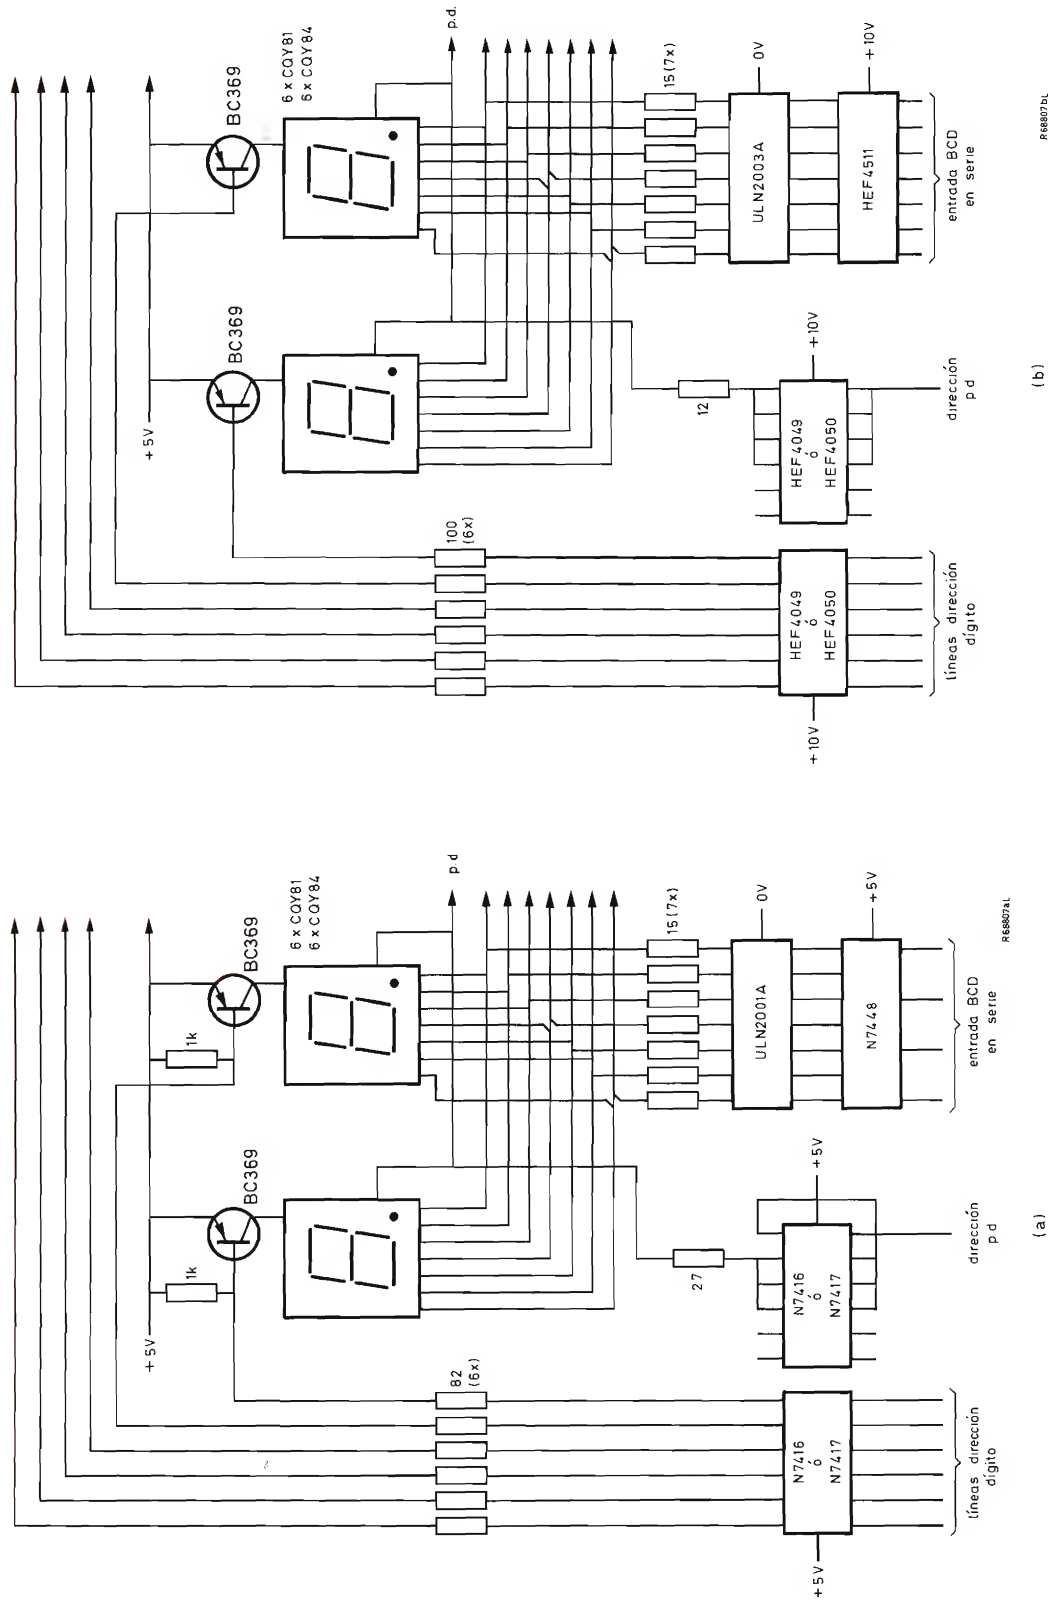 +5V
1k
BC369
1k
BC369
6 x CQY81
6 x CQY84
p.d
82
(6x)
27
15(7x)
N7416
ó
N7417
+5V
N7416
ó
N7417
+5V
ULN2001A
0V
N7448
+5V
líneas dirección
dígito
dirección
p d
entrada BCD
en serie
R68807aL
(a)
+5V
BC369
BC369
6 x CQY81
6 x CQY84
p.d.
100
(6x)
12
15(7x)
+10V
HEF4049
ó
HEF4050
HEF4049
ó
HEF4050
+10V
ULN2003A
0V
HEF4511
+10V
líneas dirección
dígito
dirección
p d
entrada BCD
en serie
R68807bL
(b)